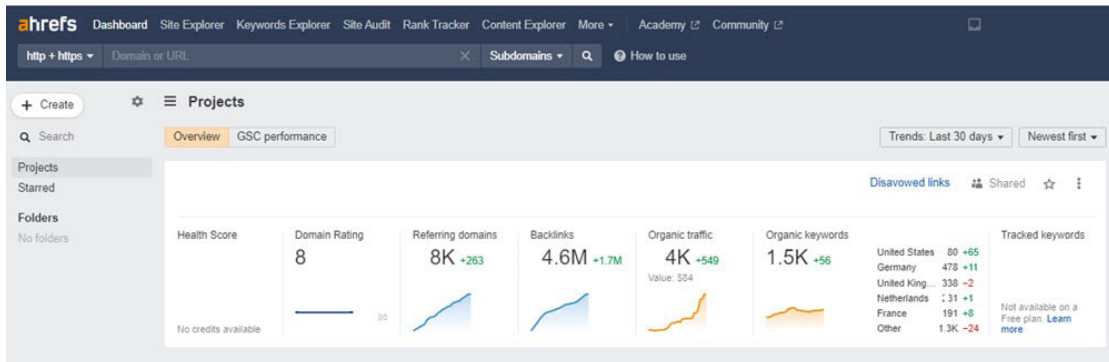 ahrefs Dashboard Site Explorer Keywords Explorer Site Audit Rank Tracker Content Explorer More Academy Community
http + https Domain or URL Subdomains How to use
+ Create Projects
Search Overview GSC performance Trends: Last 30 days Newest first
Projects
Starred
Folders
No folders
Disavowed links Shared
Health Score
No credits available
Domain Rating
8
Referring domains
8K +263
Backlinks
4.6M +1.7M
Organic traffic
4K +549
Value: $84
Organic keywords
1.5K +56
United States 80 +65
Germany 478 +11
United King... 338 −2
Netherlands 31 +1
France 191 +8
Other 1.3K −24
Tracked keywords
Not available on a
Free plan. Learn
more